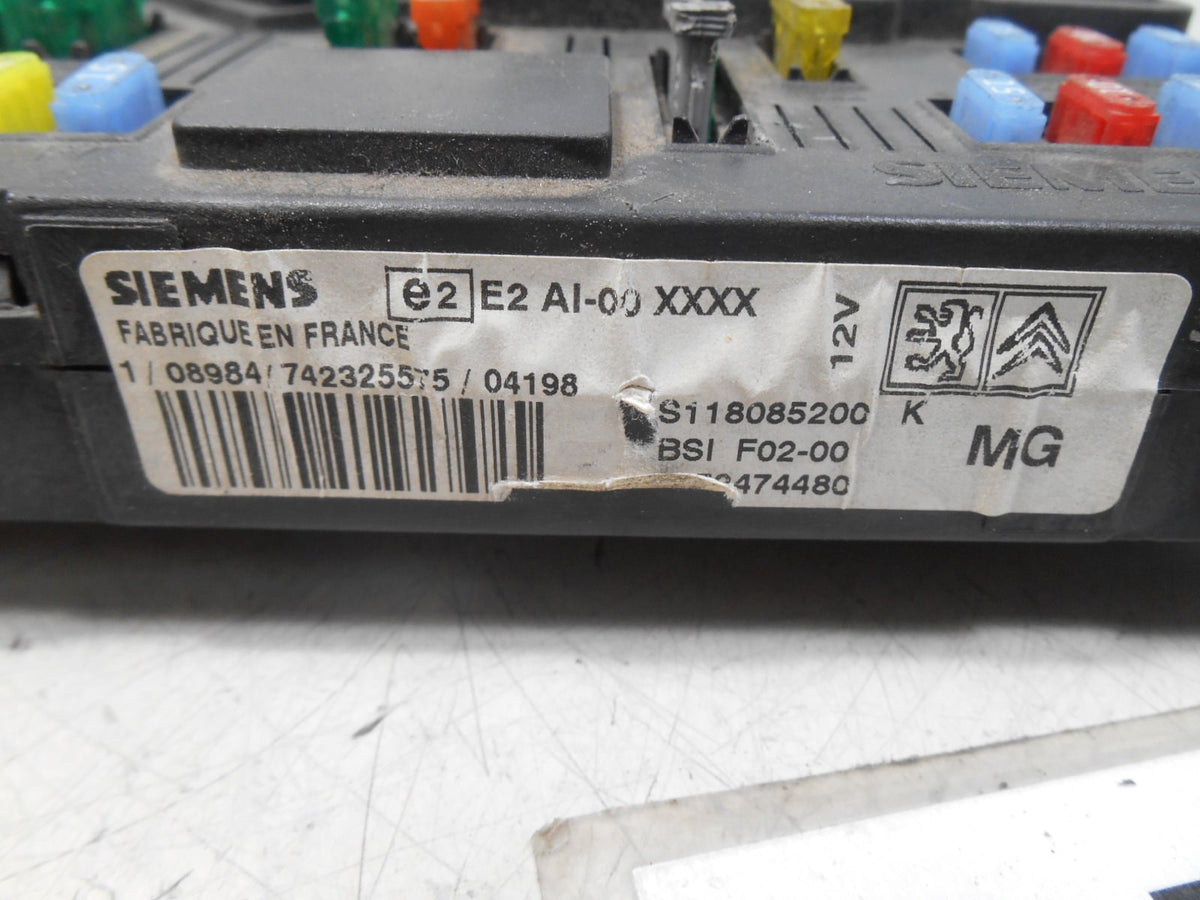 SIEMENS
SIEMENS e2 E2 AI-00 XXXX
FABRIQUE EN FRANCE
12V
1 / 08984 / 742325575 / 04198
S118085200 K
BSI F02-00
MG